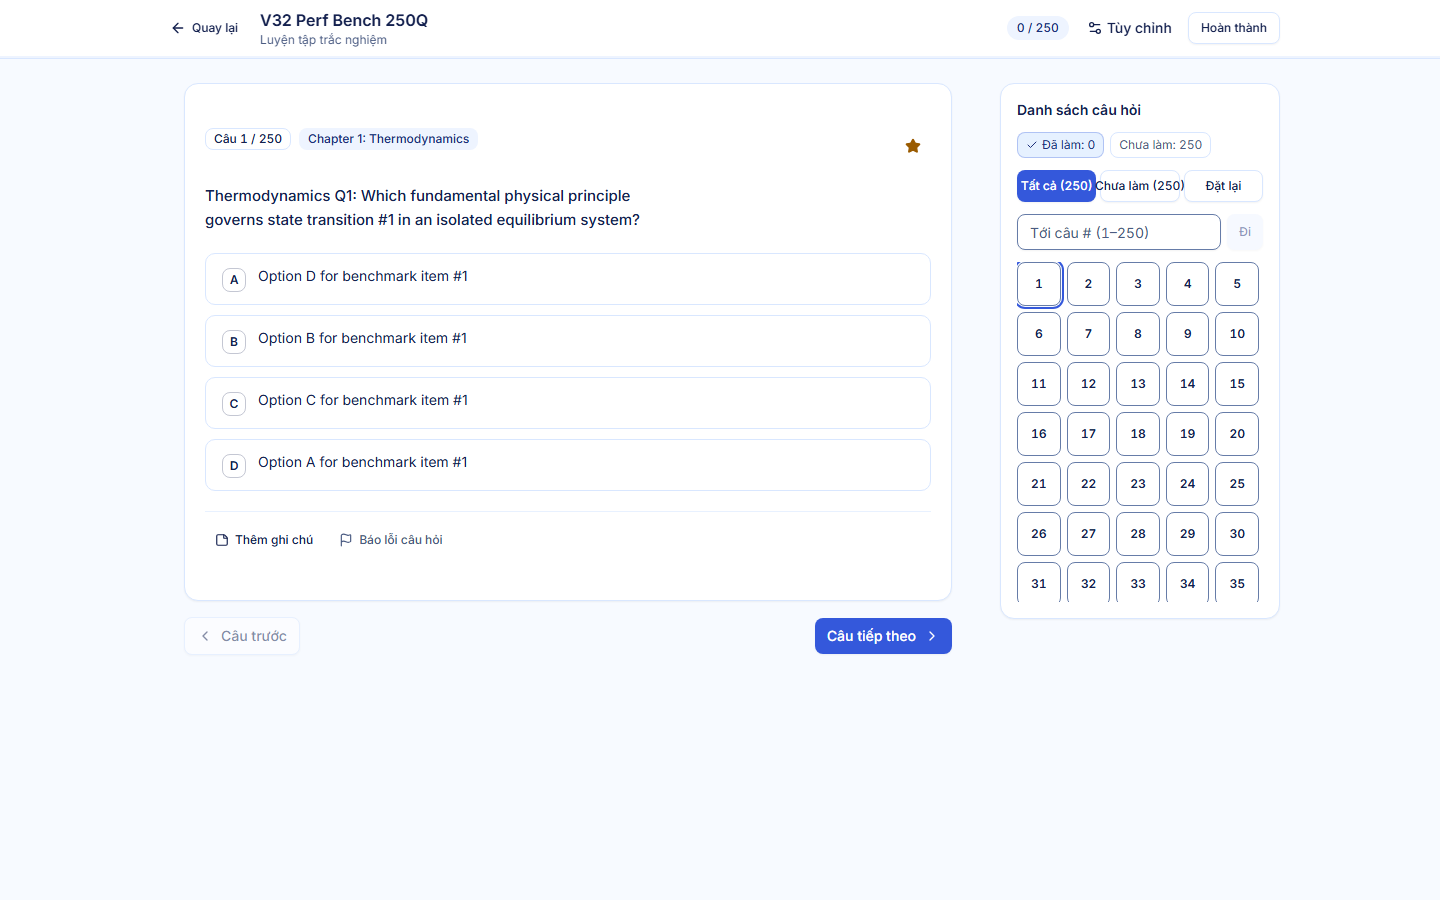 Quay lại
V32 Perf Bench 250Q
Luyện tập trắc nghiệm
0 / 250
Tùy chỉnh
Hoàn thành
Câu 1 / 250
Chapter 1: Thermodynamics
Thermodynamics Q1: Which fundamental physical principle
governs state transition #1 in an isolated equilibrium system?
A Option D for benchmark item #1
B Option B for benchmark item #1
C Option C for benchmark item #1
D Option A for benchmark item #1
Thêm ghi chú
Báo lỗi câu hỏi
Câu trước
Câu tiếp theo
Danh sách câu hỏi
Đã làm: 0
Chưa làm: 250
Tất cả (250)
Chưa làm (250)
Đặt lại
Tới câu # (1–250)
Đi
1 2 3 4 5
6 7 8 9 10
11 12 13 14 15
16 17 18 19 20
21 22 23 24 25
26 27 28 29 30
31 32 33 34 35